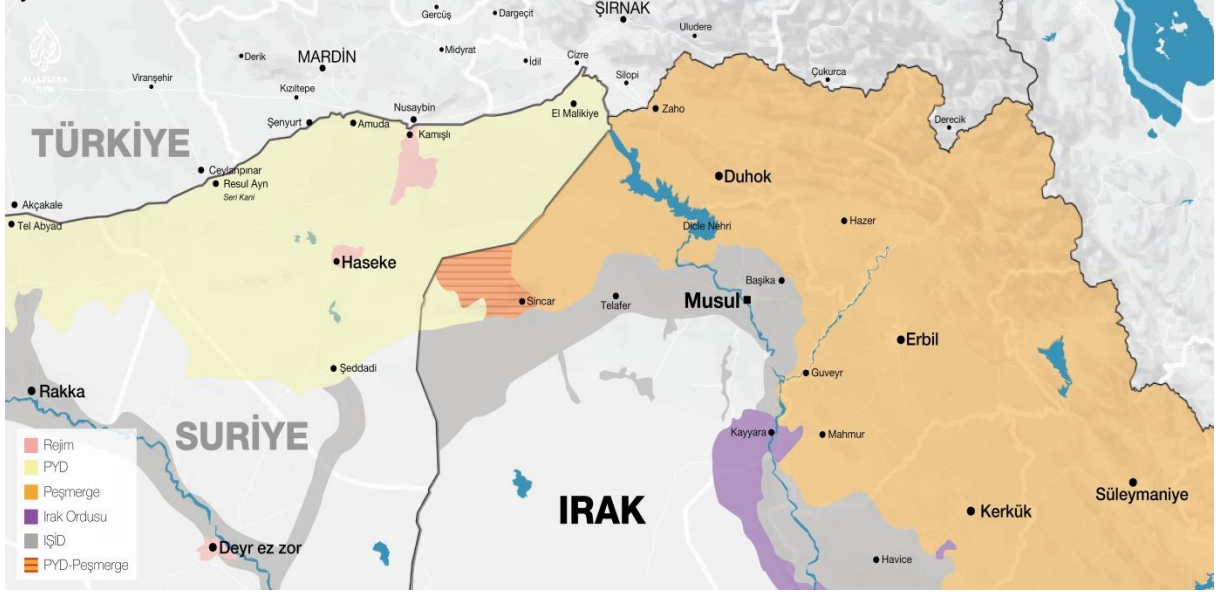 ALJAZEERA
TURK
Gercüş
Dargeçit
ŞIRNAK
Uludere
Derik
MARDİN
Midyrat
İdil
Cizre
Silopi
Çukurca
Viranşehir
Kızıltepe
Nusaybin
El Malikiye
Zaho
Derecik
TÜRKİYE
Şenyurt
Amuda
Kamışlı
Ceylanpınar
Resul Ayn
Seri Kani
Duhok
Akçakale
Tel Abyad
Hazer
Dicle Nehri
Haseke
Başika
Sincar
Telafer
Musul
Erbil
Şeddadi
Guveyr
Rakka
SURİYE
Kayyara
Mahmur
Rejim
PYD
Peşmerge
Irak Ordusu
IŞİD
PYD-Peşmerge
IRAK
Süleymaniye
Kerkük
Deyr ez zor
Havice